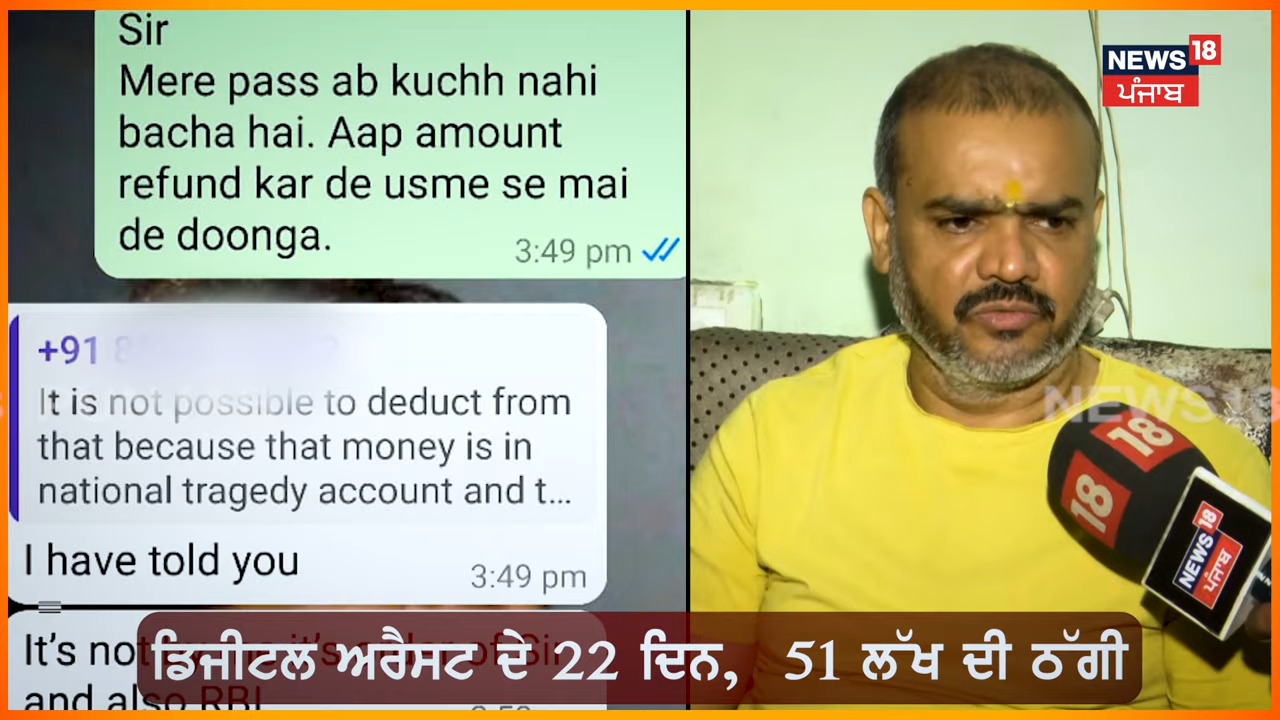 Sir
Mere pass ab kuchh nahi
bacha hai. Aap amount
refund kar de usme se mai
de doonga.
3:49 pm
+91 8
It is not possible to deduct from
that because that money is in
national tragedy account and t...
I have told you
3:49 pm
It's not
and also RBI
ਡਿਜੀਟਲ ਅਰੈਸਟ ਦੇ 22 ਦਿਨ, 51 ਲੱਖ ਦੀ ਠੱਗੀ
NEWS 18
ਪੰਜਾਬ
NEWS18
18
18
NEWS 18
ਪੰਜਾਬ